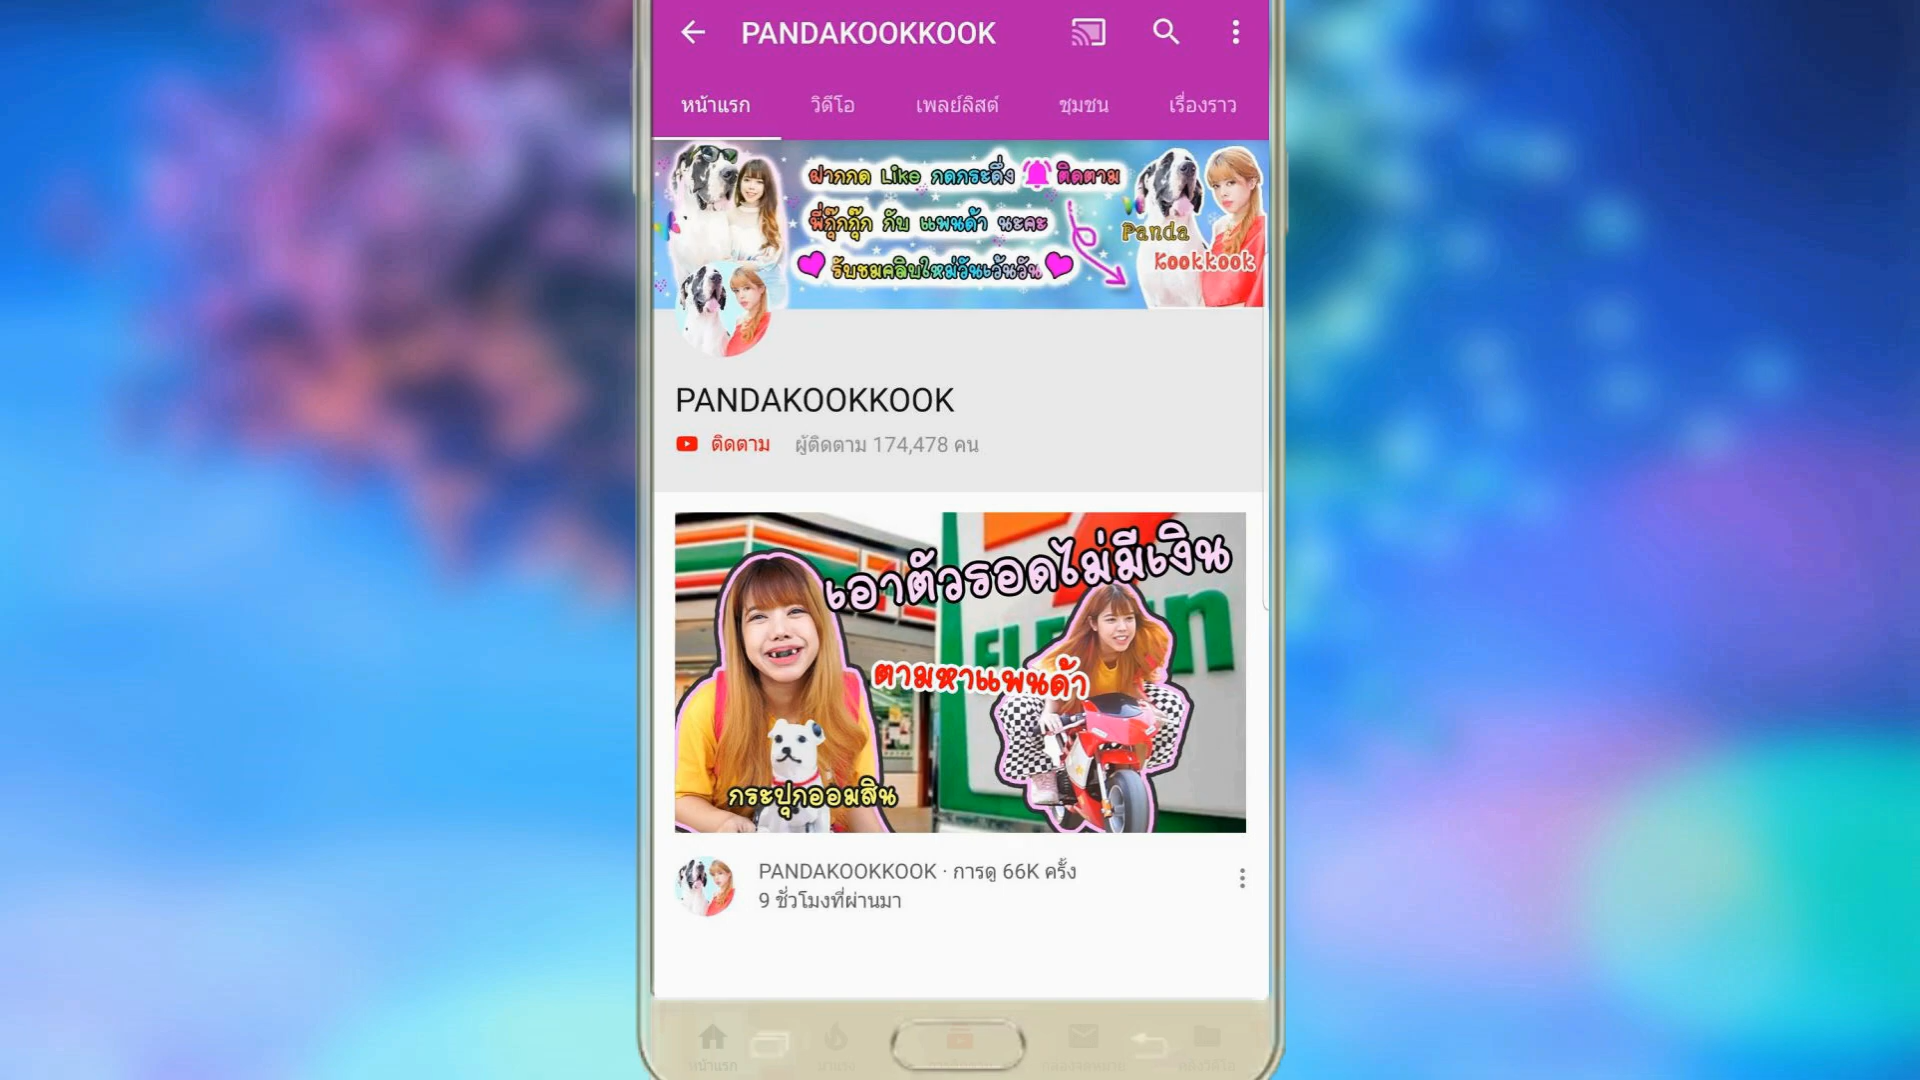 PANDAKOOKKOOK
หน้าแรก วิดีโอ เพลย์ลิสต์ ชุมชน เรื่องราว
ฝากกด Like กดกระดิ่ง ติดตาม
พี่กุ๊กกุ๊ก กับ แพนด้า นะคะ
รับชมคลิปใหม่วันเว้นวัน
Panda
Kookkook
PANDAKOOKKOOK
ติดตาม ผู้ติดตาม 174,478 คน
เอาตัวรอดไม่มีเงิน
ตามหาแพนด้า
กระปุกออมสิน
PANDAKOOKKOOK · การดู 66K ครั้ง
9 ชั่วโมงที่ผ่านมา
หน้าแรก